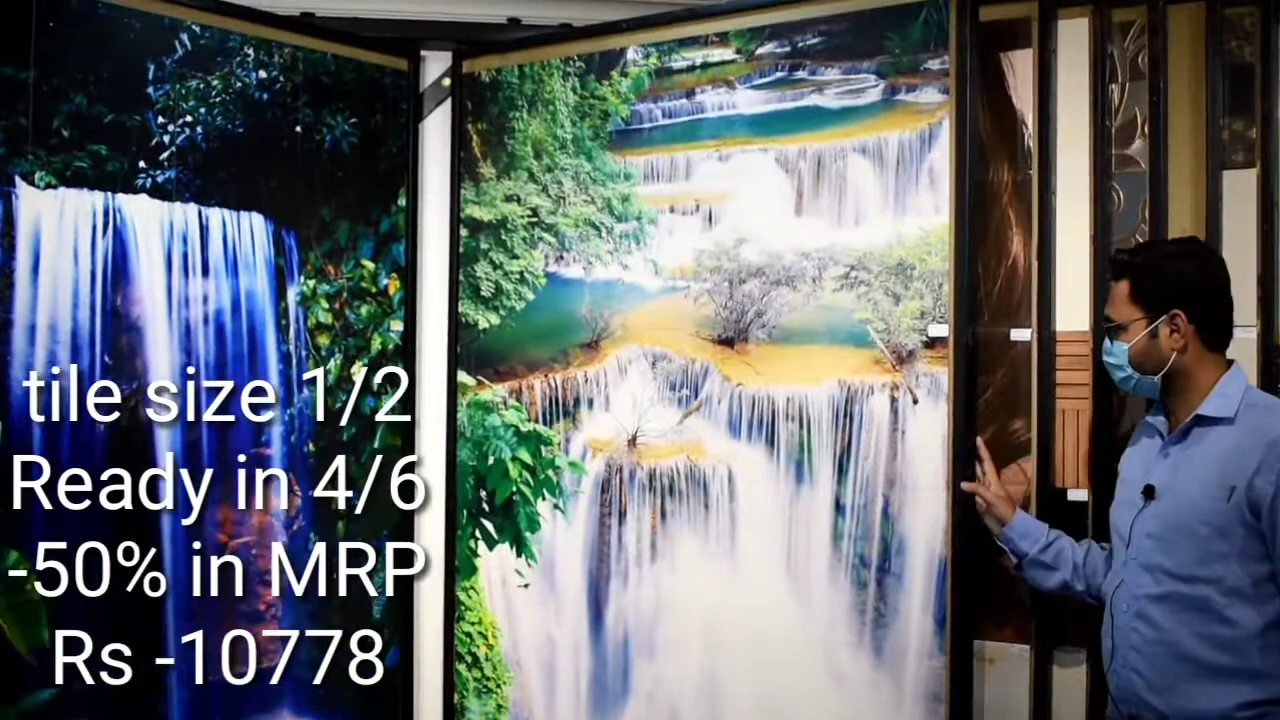 tile size 1/2
Ready in 4/6
-50% in MRP
Rs -10778